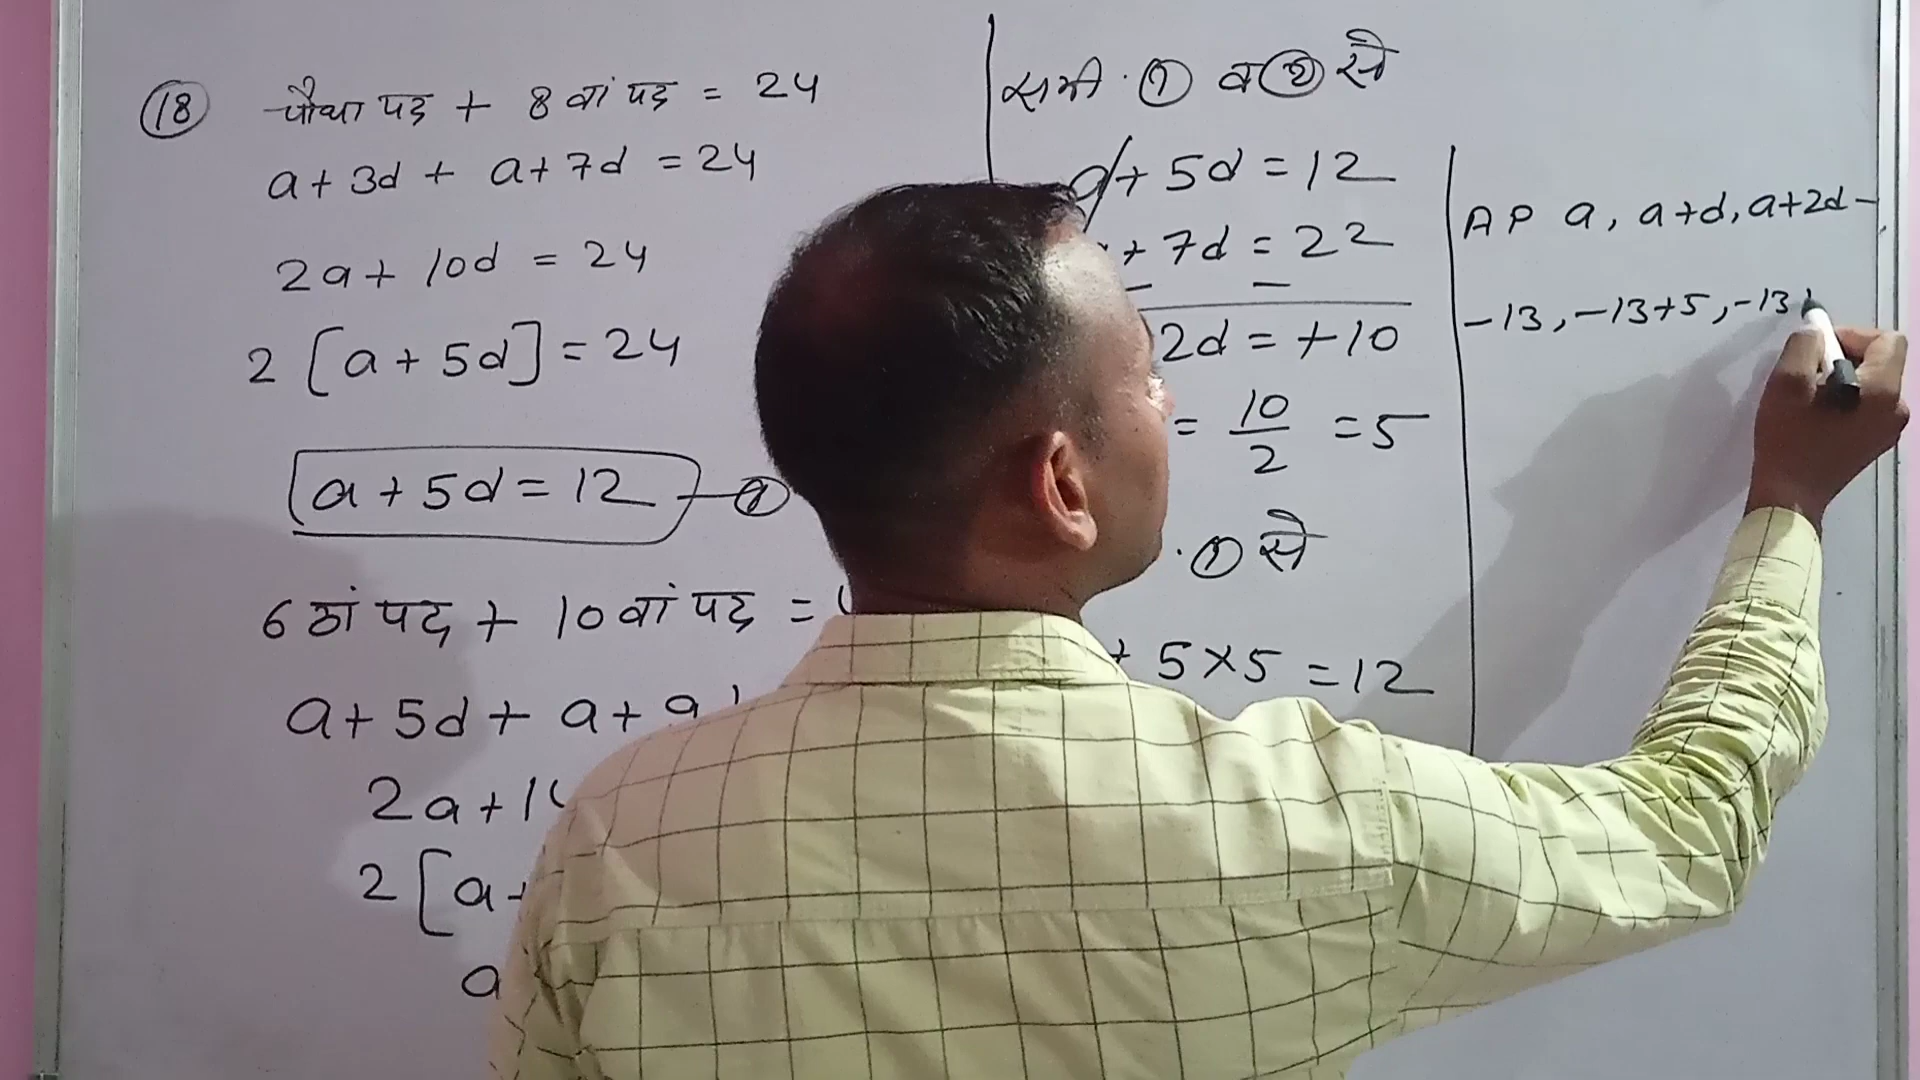 18 चौथा पद + 8 वां पद = 24
a + 3d + a + 7d = 24
2a + 10d = 24
2 [a + 5d] = 24
a + 5d = 12 — ①
6 ठां पद + 10 वां पद =
a + 5d + a + 9
2a + 1
2 [a +
a
समी. ① व ② से
a + 5d = 12
+ 7d = 22
– –
2d = +10
= 10/2 = 5
. ① से
+ 5×5 = 12
AP a, a+d, a+2d –
–13, –13+5, –13